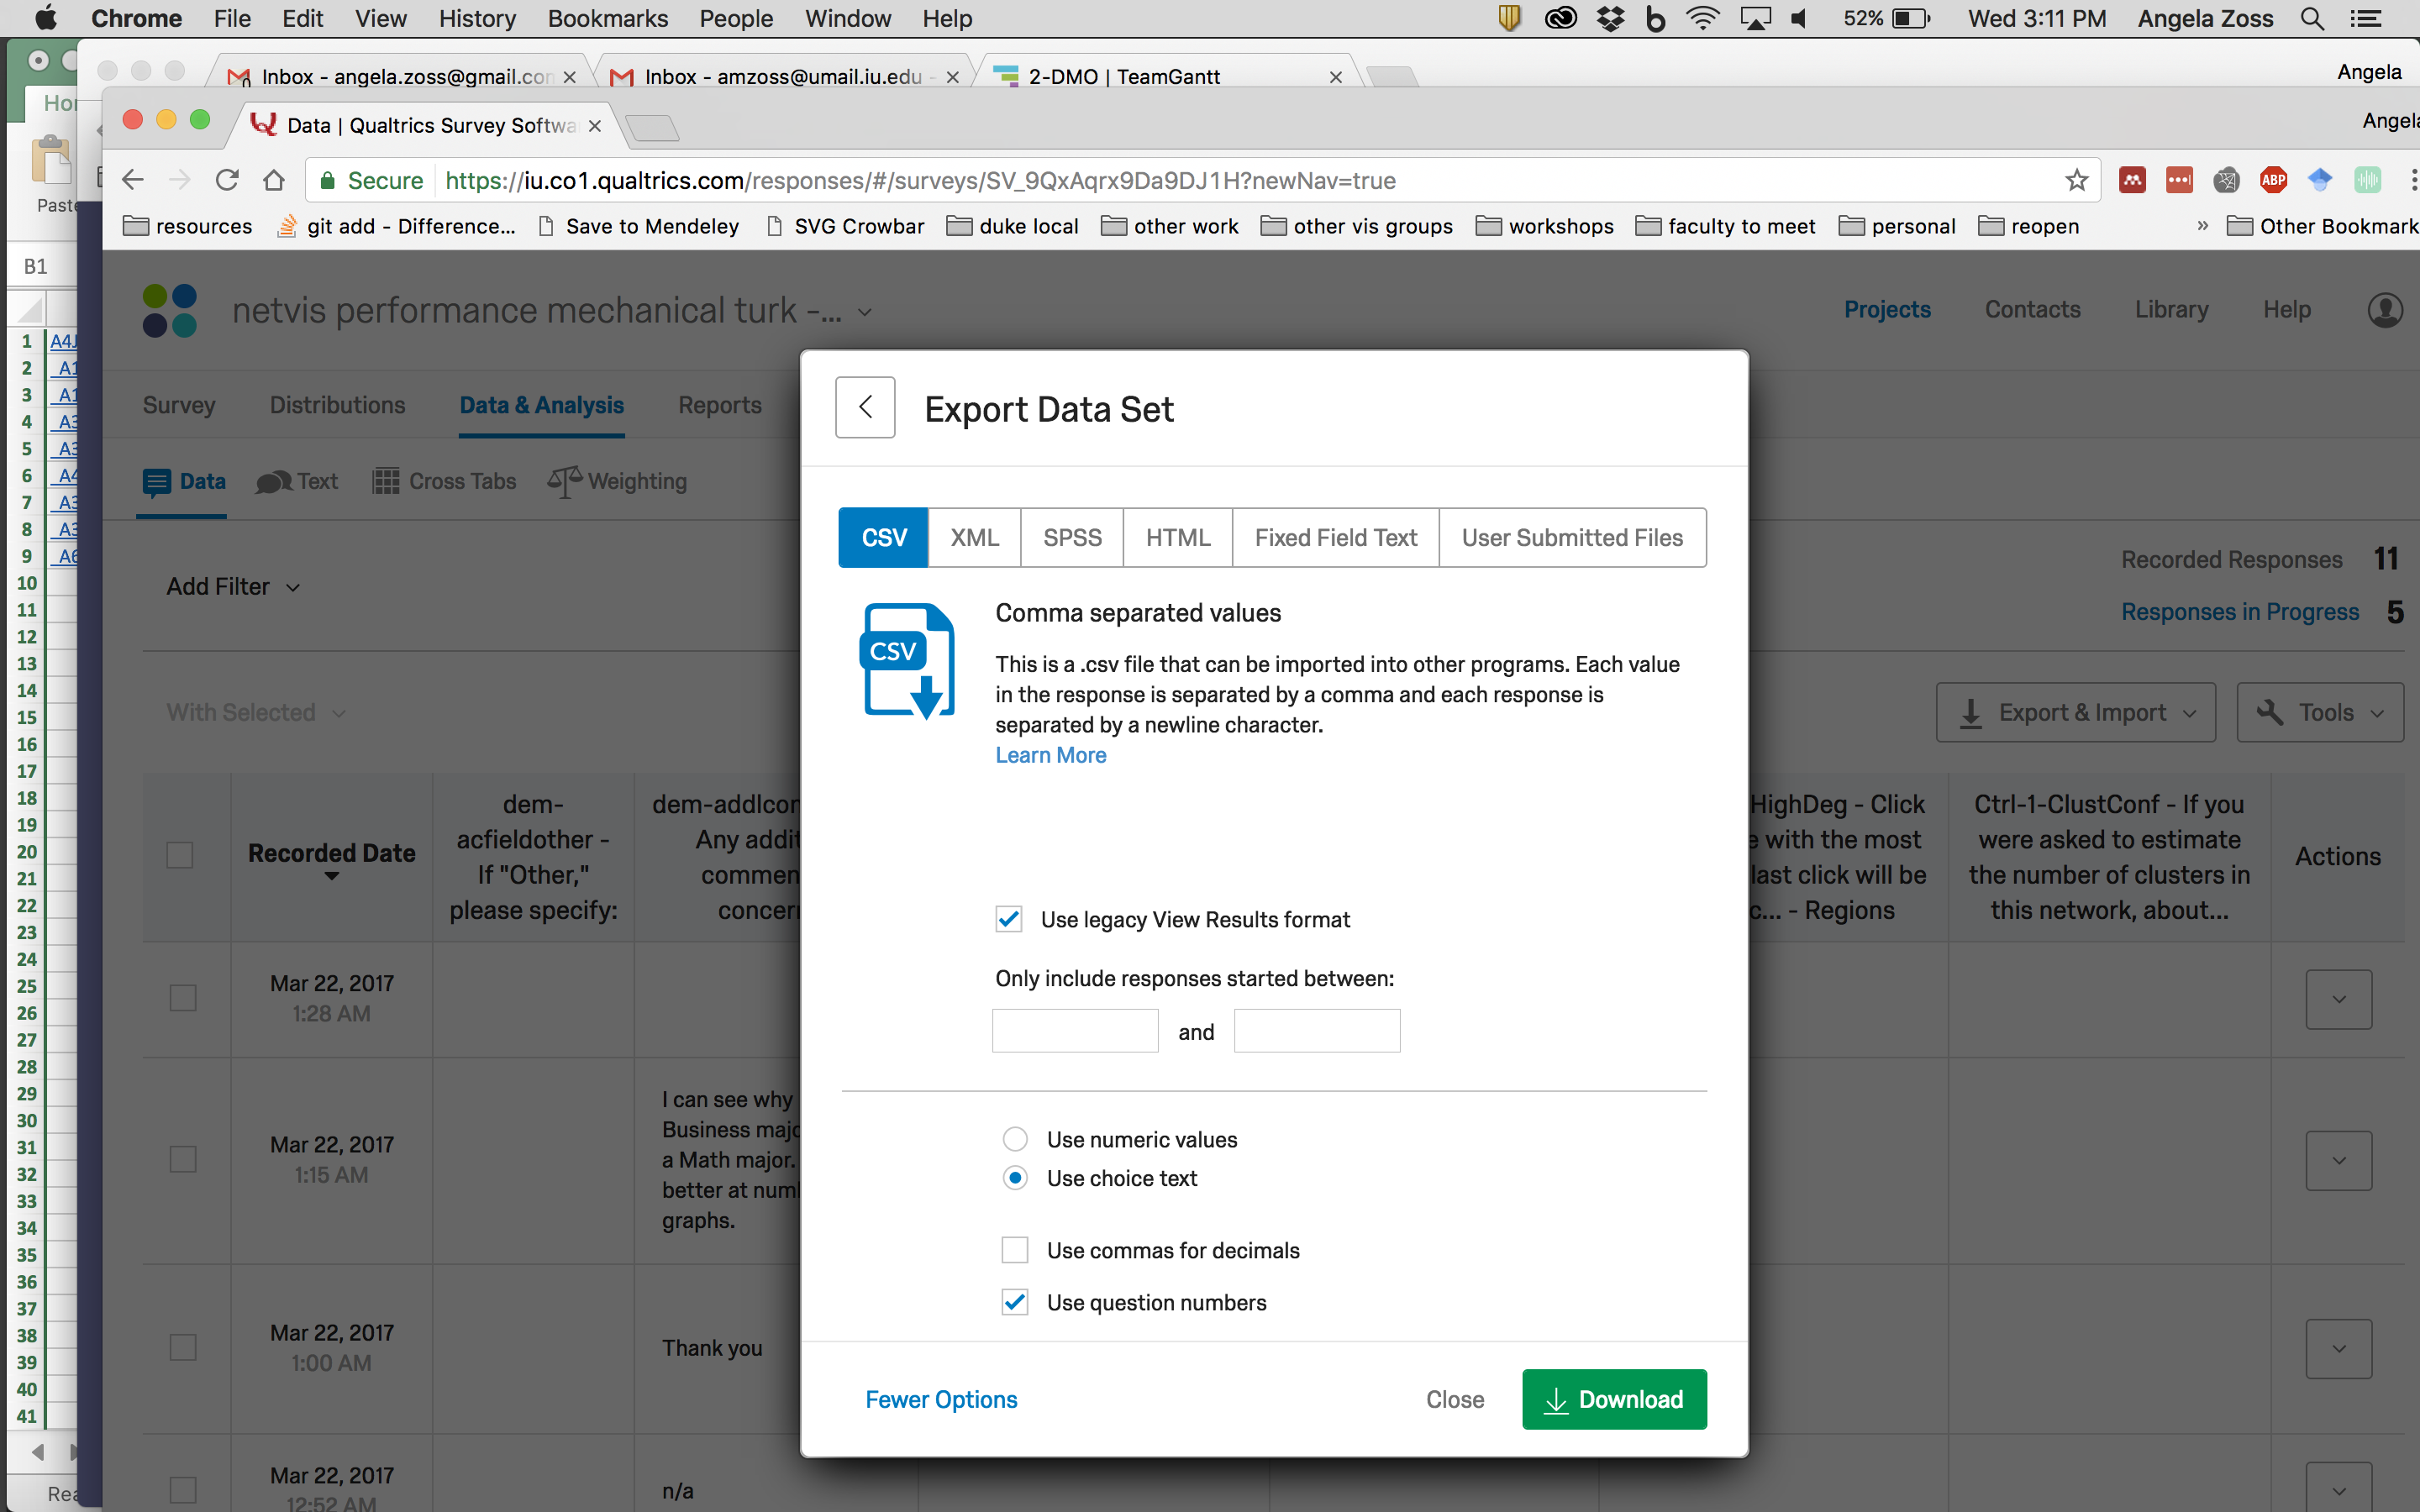 Chrome File Edit View History Bookmarks People Window Help 52% Wed 3:11 PM Angela Zoss
Inbox - angela.zoss@gmail.con Inbox - amzoss@umail.iu.edu - 2-DMO | TeamGantt Angela
Data | Qualtrics Survey Softwa
Secure https://iu.co1.qualtrics.com/responses/#/surveys/SV_9QxAqrx9Da9DJ1H?newNav=true
ABP
Paste
resources git add - Difference... Save to Mendeley SVG Crowbar duke local other work other vis groups workshops faculty to meet personal reopen » Other Bookmark
B1
netvis performance mechanical turk -...
Projects Contacts Library Help
Survey Distributions Data & Analysis Reports
Data Text Cross Tabs Weighting
Add Filter
Recorded Responses 11
Responses in Progress 5
With Selected
Export & Import Tools
Recorded Date
dem-
acfieldother -
If "Other,"
please specify:
dem-addlcor
Any addit
commen
concer
HighDeg - Click
e with the most
last click will be
c... - Regions
Ctrl-1-ClustConf - If you
were asked to estimate
the number of clusters in
this network, about...
Actions
Mar 22, 2017
1:28 AM
Mar 22, 2017
1:15 AM
I can see why
Business majo
a Math major.
better at num
graphs.
Mar 22, 2017
1:00 AM
Thank you
Mar 22, 2017
12:52 AM
n/a
Export Data Set
CSV XML SPSS HTML Fixed Field Text User Submitted Files
CSV
Comma separated values
This is a .csv file that can be imported into other programs. Each value
in the response is separated by a comma and each response is
separated by a newline character.
Learn More
Use legacy View Results format
Only include responses started between:
and
Use numeric values
Use choice text
Use commas for decimals
Use question numbers
Fewer Options Close Download
1 A4J
2 A1
3 A1
4 A3
5 A3
6 A4
7 A3
8 A3
9 A6
10
11
12
13
14
15
16
17
18
19
20
21
22
23
24
25
26
27
28
29
30
31
32
33
34
35
36
37
38
39
40
41